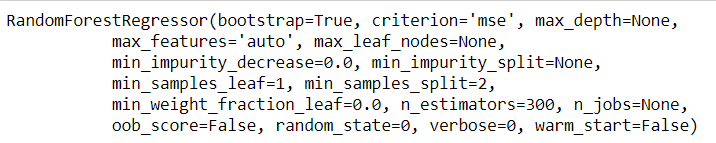 RandomForestRegressor(bootstrap=True, criterion='mse', max_depth=None,
max_features='auto', max_leaf_nodes=None,
min_impurity_decrease=0.0, min_impurity_split=None,
min_samples_leaf=1, min_samples_split=2,
min_weight_fraction_leaf=0.0, n_estimators=300, n_jobs=None,
oob_score=False, random_state=0, verbose=0, warm_start=False)